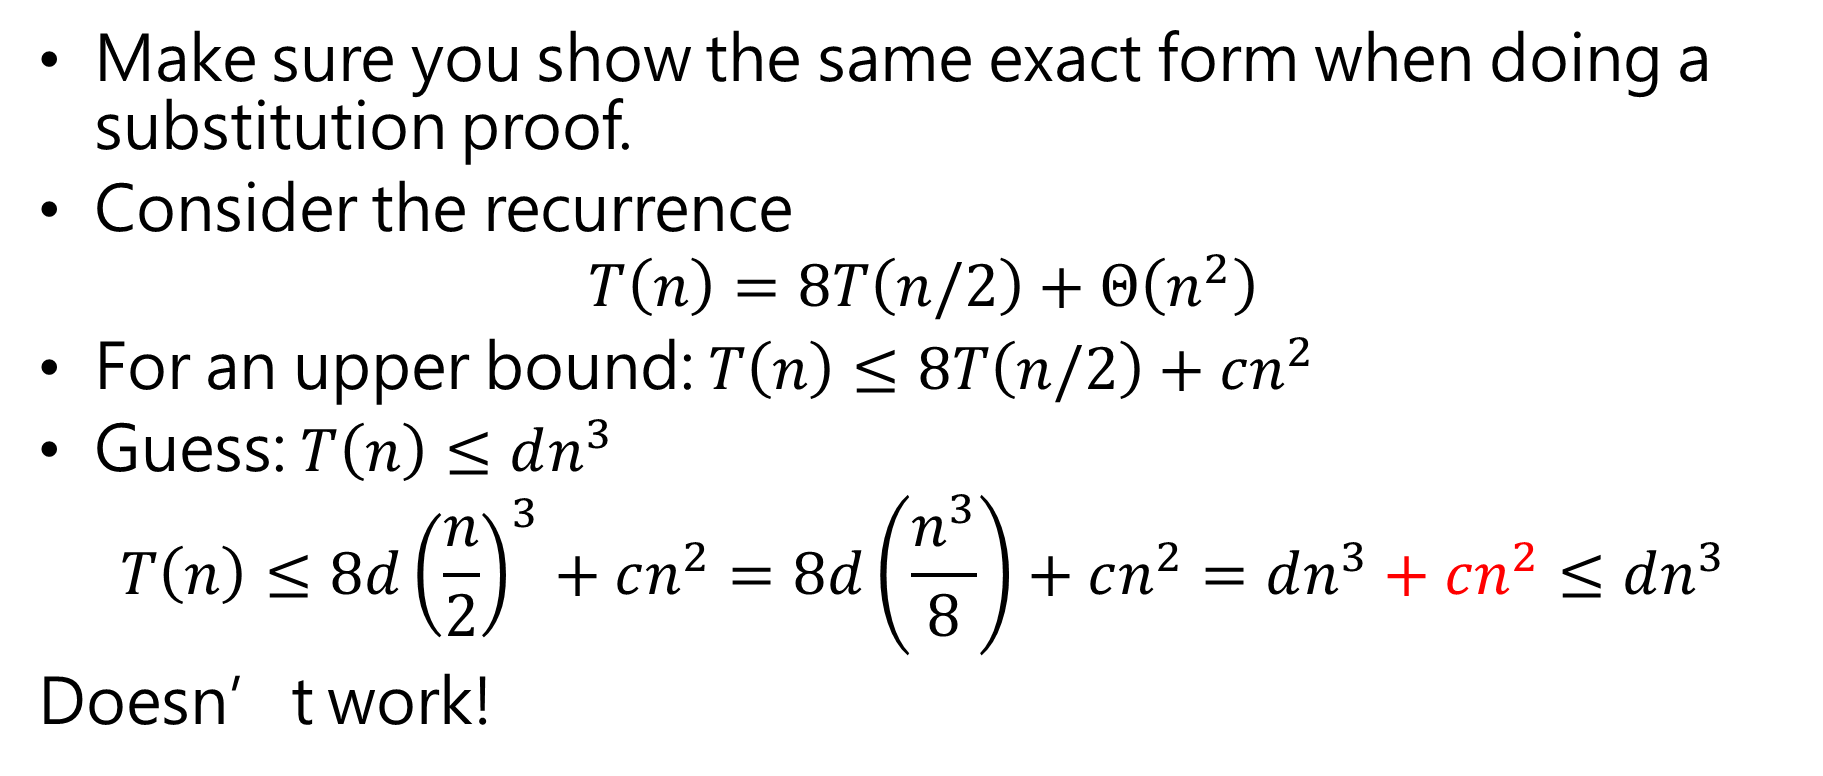 • Make sure you show the same exact form when doing a
substitution proof.
• Consider the recurrence
T(n) = 8T(n/2) + Θ(n²)
• For an upper bound: T(n) ≤ 8T(n/2) + cn²
• Guess: T(n) ≤ dn³
T(n) ≤ 8d(n/2)³ + cn² = 8d(n³/8) + cn² = dn³ + cn² ≤ dn³
Doesn′ t work!